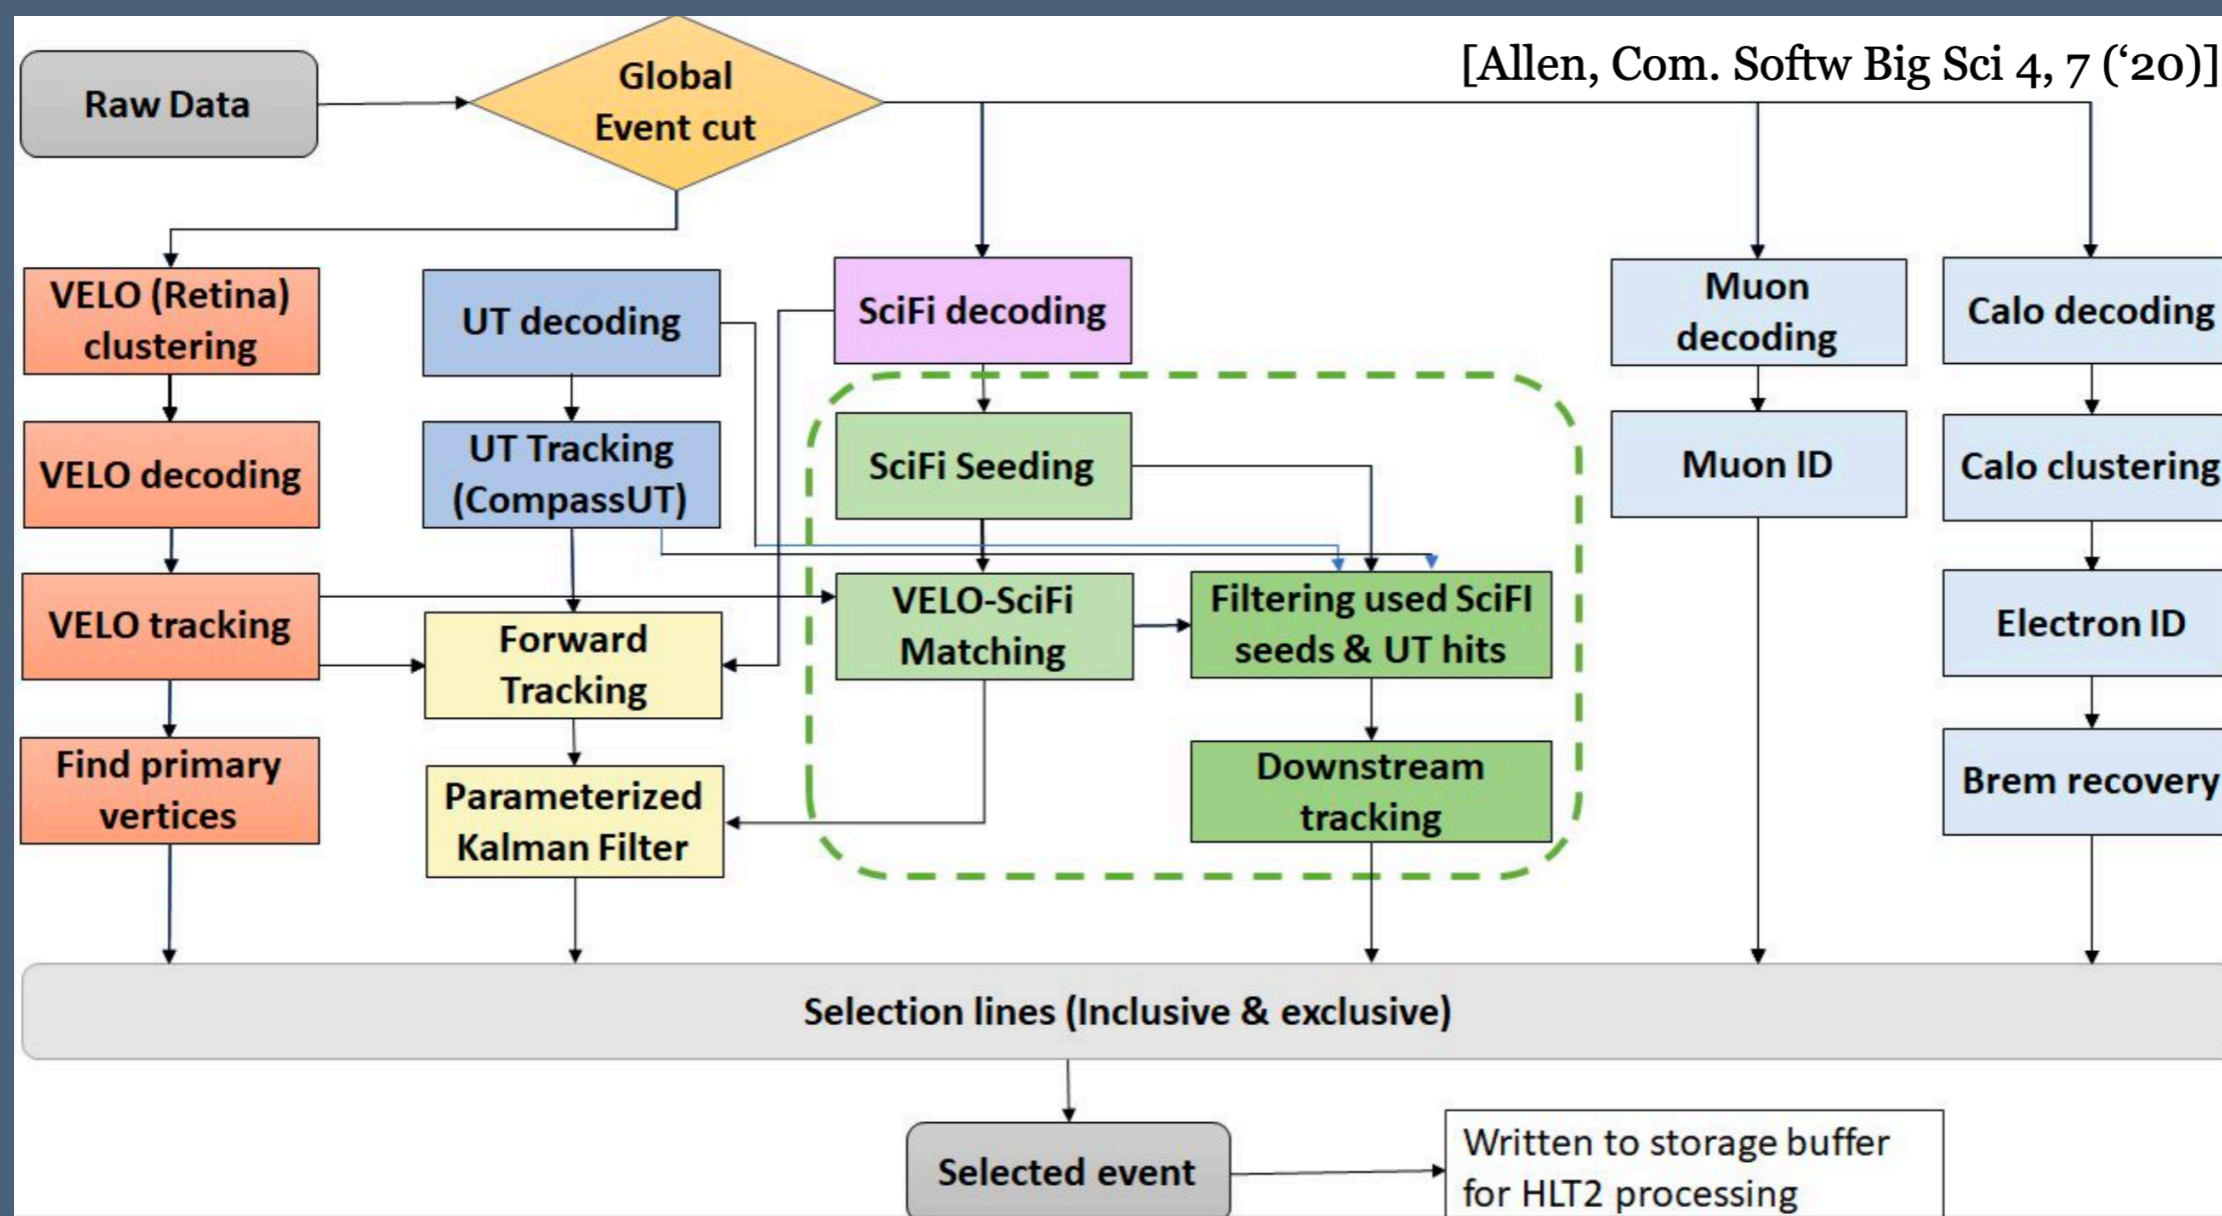 [Allen, Com. Softw Big Sci 4, 7 (‘20)]
Raw Data
Global
Event cut
VELO (Retina)
clustering
VELO decoding
VELO tracking
Find primary
vertices
UT decoding
UT Tracking
(CompassUT)
Forward
Tracking
Parameterized
Kalman Filter
SciFi decoding
SciFi Seeding
VELO-SciFi
Matching
Filtering used SciFI
seeds & UT hits
Downstream
tracking
Muon
decoding
Muon ID
Calo decoding
Calo clustering
Electron ID
Brem recovery
Selection lines (Inclusive & exclusive)
Selected event
Written to storage buffer
for HLT2 processing